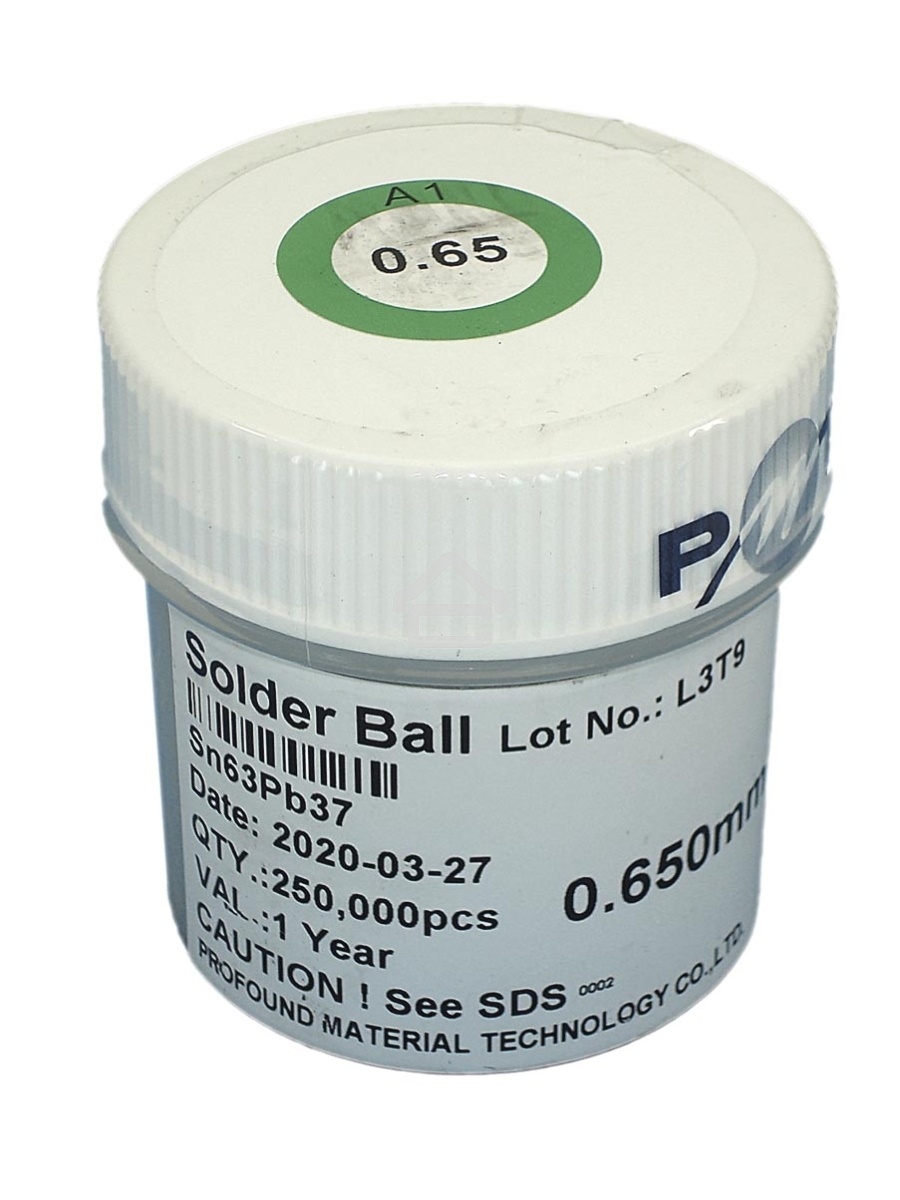 A1
0.65
PM
Solder Ball Lot No.: L3T9
Sn63Pb37
Date: 2020-03-27
QTY.:250,000pcs 0.650mm
VAL.:1 Year
CAUTION ! See SDS 0002
PROFOUND MATERIAL TECHNOLOGY CO.,LTD.